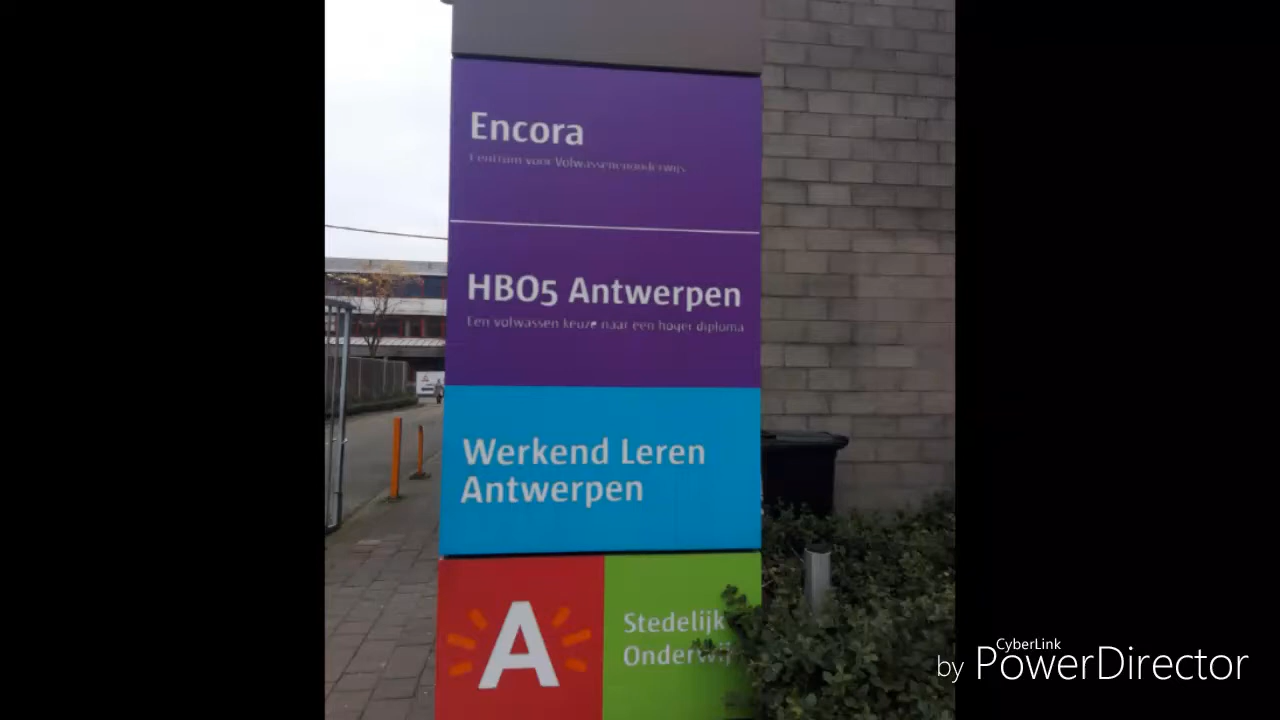 Encora
Centrum voor Volwassenenonderwijs
HBO5 Antwerpen
Een volwassen keuze naar een hoger diploma
Werkend Leren
Antwerpen
A
Stedelijk
Onderwij
CyberLink
by PowerDirector